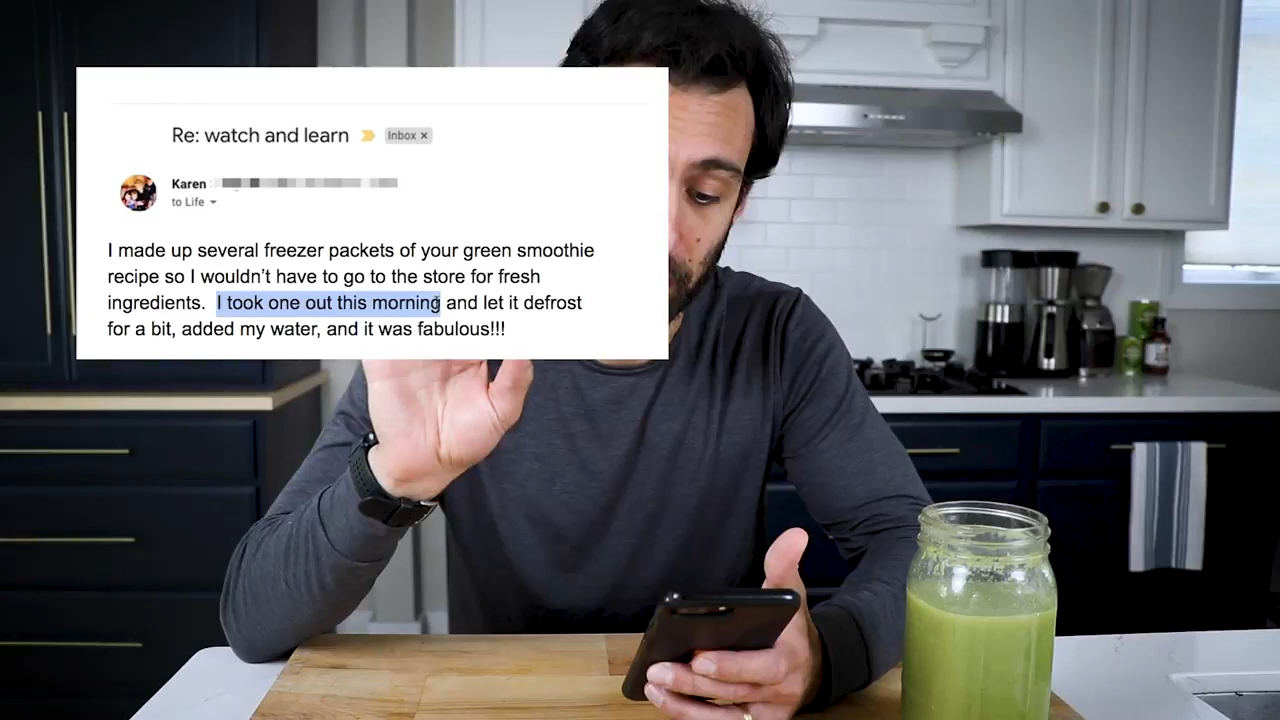 Re: watch and learn Inbox ×
Karen
to Life
I made up several freezer packets of your green smoothie
recipe so I wouldn't have to go to the store for fresh
ingredients. I took one out this morning and let it defrost
for a bit, added my water, and it was fabulous!!!